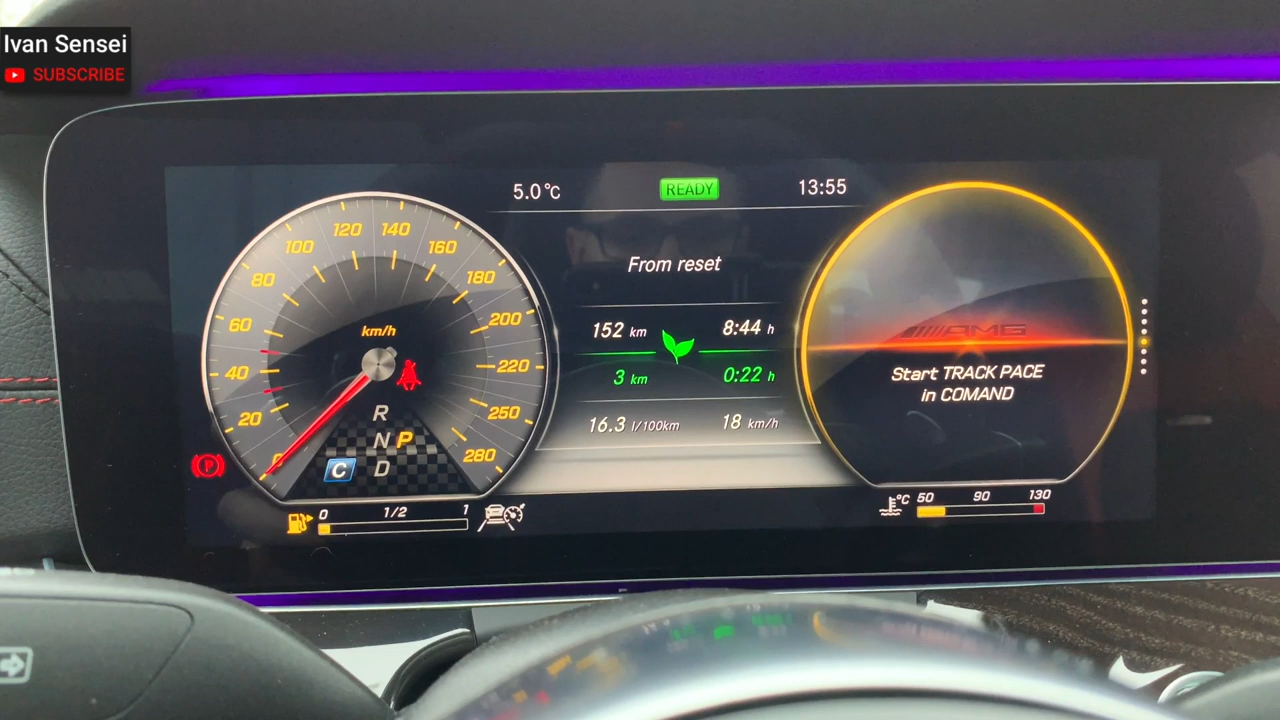 Ivan Sensei
SUBSCRIBE
5.0°C
READY
13:55
From reset
152 km
8:44 h
3 km
0:22 h
16.3 l/100km
18 km/h
0
20
40
60
80
100
120
140
160
180
200
220
250
280
km/h
R
N P
C D
P
0 1/2 1
AMG
Start TRACK PACE
in COMAND
°C 50 90 130